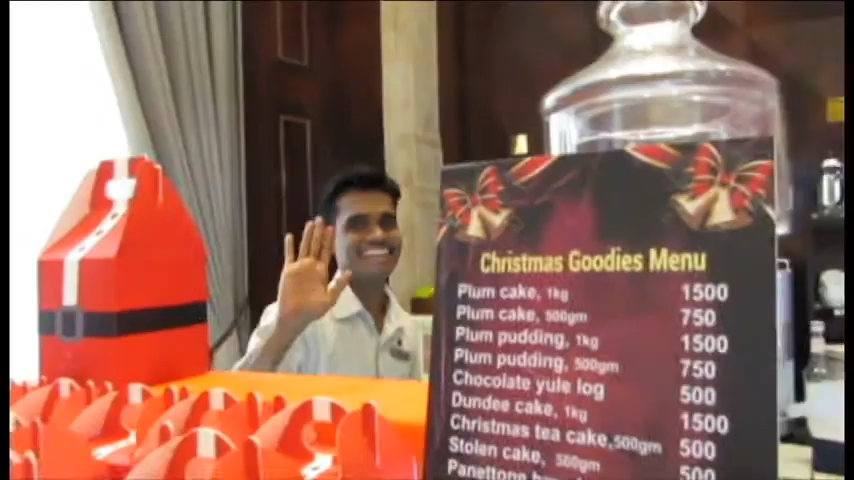 Christmas Goodies Menu
Plum cake, 1kg 1500
Plum cake, 500gm 750
Plum pudding, 1kg 1500
Plum pudding, 500gm 750
Chocolate yule log 500
Dundee cake, 1kg 1500
Christmas tea cake, 500gm 500
Stolen cake, 500gm 500
Panettone